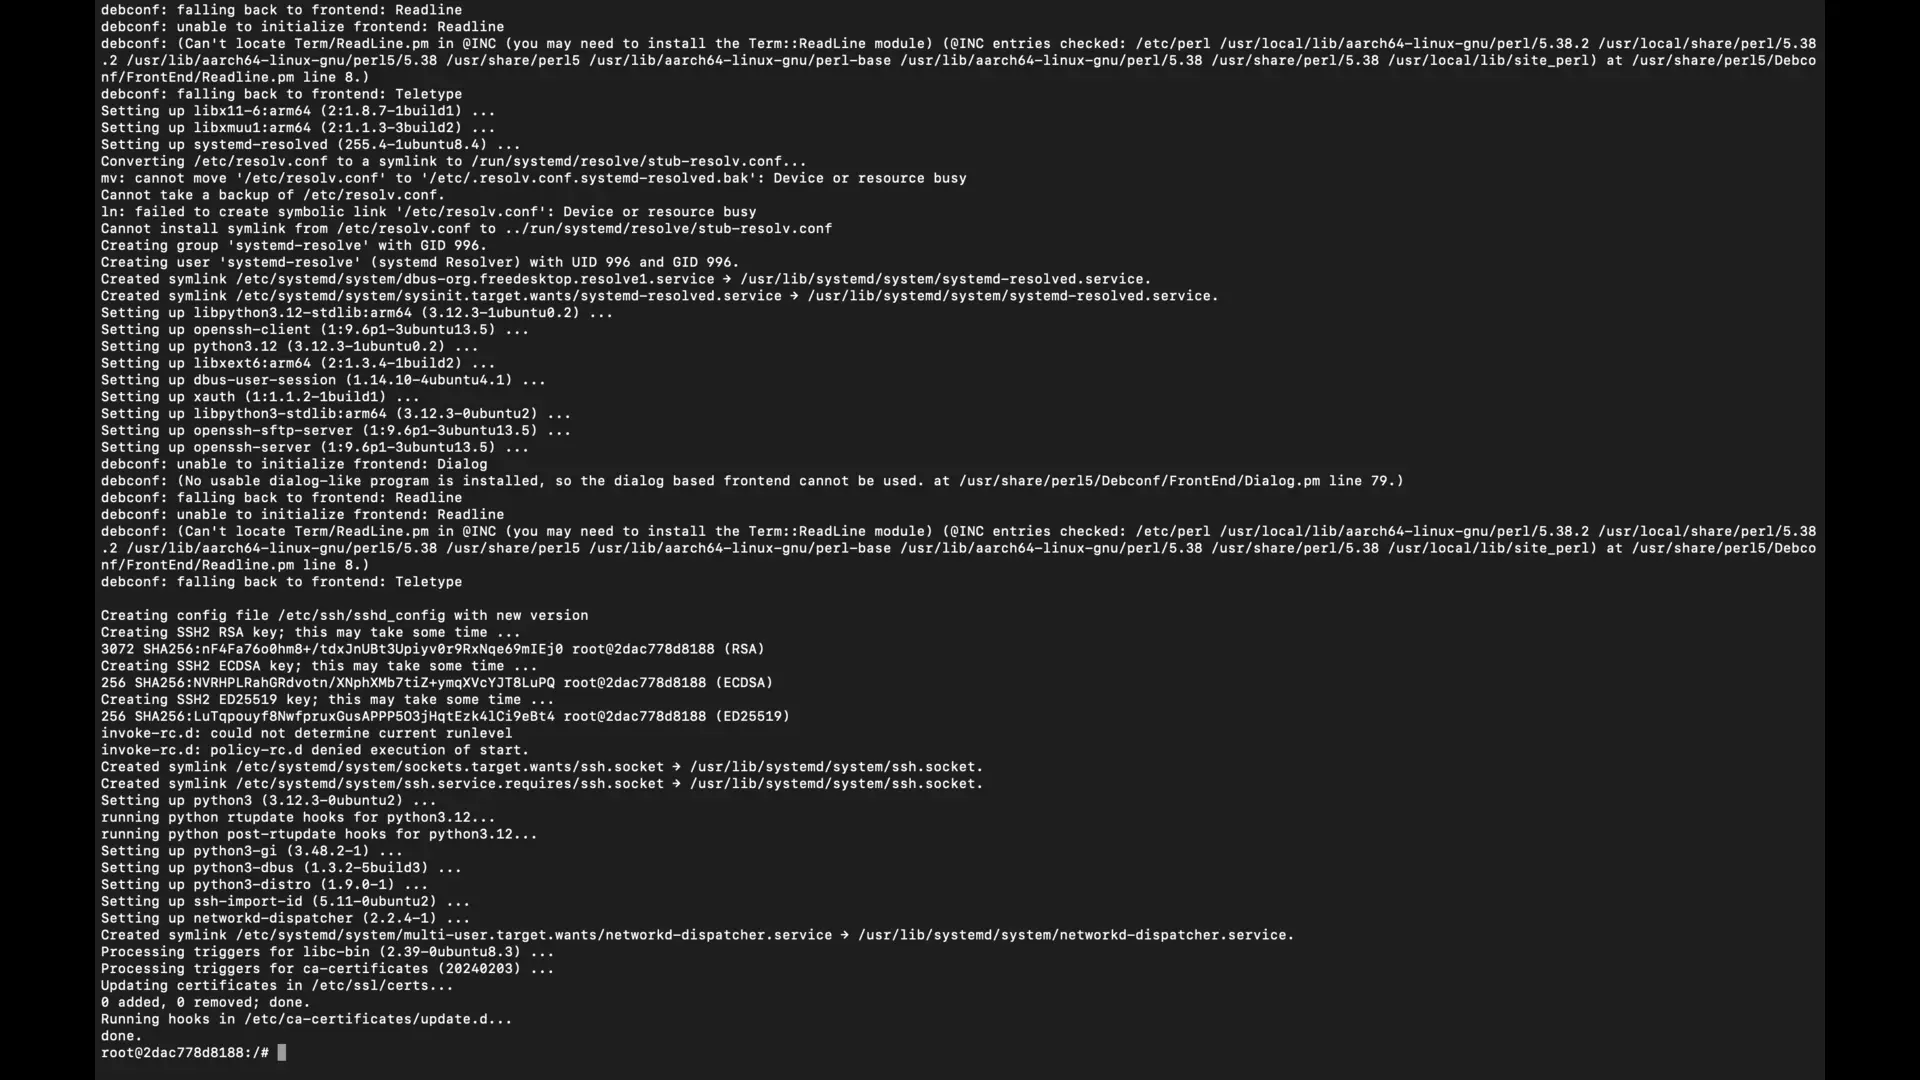 debconf: falling back to frontend: Readline
debconf: unable to initialize frontend: Readline
debconf: (Can't locate Term/ReadLine.pm in @INC (you may need to install the Term::ReadLine module) (@INC entries checked: /etc/perl /usr/local/lib/aarch64-linux-gnu/perl/5.38.2 /usr/local/share/perl/5.38
.2 /usr/lib/aarch64-linux-gnu/perl5/5.38 /usr/share/perl5 /usr/lib/aarch64-linux-gnu/perl-base /usr/lib/aarch64-linux-gnu/perl/5.38 /usr/share/perl/5.38 /usr/local/lib/site_perl) at /usr/share/perl5/Debco
nf/FrontEnd/Readline.pm line 8.)
debconf: falling back to frontend: Teletype
Setting up libx11-6:arm64 (2:1.8.7-1build1) ...
Setting up libxmuu1:arm64 (2:1.1.3-3build2) ...
Setting up systemd-resolved (255.4-1ubuntu8.4) ...
Converting /etc/resolv.conf to a symlink to /run/systemd/resolve/stub-resolv.conf...
mv: cannot move '/etc/resolv.conf' to '/etc/.resolv.conf.systemd-resolved.bak': Device or resource busy
Cannot take a backup of /etc/resolv.conf.
ln: failed to create symbolic link '/etc/resolv.conf': Device or resource busy
Cannot install symlink from /etc/resolv.conf to ../run/systemd/resolve/stub-resolv.conf
Creating group 'systemd-resolve' with GID 996.
Creating user 'systemd-resolve' (systemd Resolver) with UID 996 and GID 996.
Created symlink /etc/systemd/system/dbus-org.freedesktop.resolve1.service → /usr/lib/systemd/system/systemd-resolved.service.
Created symlink /etc/systemd/system/sysinit.target.wants/systemd-resolved.service → /usr/lib/systemd/system/systemd-resolved.service.
Setting up libpython3.12-stdlib:arm64 (3.12.3-1ubuntu0.2) ...
Setting up openssh-client (1:9.6p1-3ubuntu13.5) ...
Setting up python3.12 (3.12.3-1ubuntu0.2) ...
Setting up libxext6:arm64 (2:1.3.4-1build2) ...
Setting up dbus-user-session (1.14.10-4ubuntu4.1) ...
Setting up xauth (1:1.1.2-1build1) ...
Setting up libpython3-stdlib:arm64 (3.12.3-0ubuntu2) ...
Setting up openssh-sftp-server (1:9.6p1-3ubuntu13.5) ...
Setting up openssh-server (1:9.6p1-3ubuntu13.5) ...
debconf: unable to initialize frontend: Dialog
debconf: (No usable dialog-like program is installed, so the dialog based frontend cannot be used. at /usr/share/perl5/Debconf/FrontEnd/Dialog.pm line 79.)
debconf: falling back to frontend: Readline
debconf: unable to initialize frontend: Readline
debconf: (Can't locate Term/ReadLine.pm in @INC (you may need to install the Term::ReadLine module) (@INC entries checked: /etc/perl /usr/local/lib/aarch64-linux-gnu/perl/5.38.2 /usr/local/share/perl/5.38
.2 /usr/lib/aarch64-linux-gnu/perl5/5.38 /usr/share/perl5 /usr/lib/aarch64-linux-gnu/perl-base /usr/lib/aarch64-linux-gnu/perl/5.38 /usr/share/perl/5.38 /usr/local/lib/site_perl) at /usr/share/perl5/Debco
nf/FrontEnd/Readline.pm line 8.)
debconf: falling back to frontend: Teletype
Creating config file /etc/ssh/sshd_config with new version
Creating SSH2 RSA key; this may take some time ...
3072 SHA256:nF4Fa76o0hm8+/tdxJnUBt3Upiyv0r9RxNqe69mIEj0 root@2dac778d8188 (RSA)
Creating SSH2 ECDSA key; this may take some time ...
256 SHA256:NVRHPLRahGRdvotn/XNphXMb7tiZ+ymqXVcYJT8LuPQ root@2dac778d8188 (ECDSA)
Creating SSH2 ED25519 key; this may take some time ...
256 SHA256:LuTqpouyf8NwfpruxGusAPPP5O3jHqtEzk4lCi9eBt4 root@2dac778d8188 (ED25519)
invoke-rc.d: could not determine current runlevel
invoke-rc.d: policy-rc.d denied execution of start.
Created symlink /etc/systemd/system/sockets.target.wants/ssh.socket → /usr/lib/systemd/system/ssh.socket.
Created symlink /etc/systemd/system/ssh.service.requires/ssh.socket → /usr/lib/systemd/system/ssh.socket.
Setting up python3 (3.12.3-0ubuntu2) ...
running python rtupdate hooks for python3.12...
running python post-rtupdate hooks for python3.12...
Setting up python3-gi (3.48.2-1) ...
Setting up python3-dbus (1.3.2-5build3) ...
Setting up python3-distro (1.9.0-1) ...
Setting up ssh-import-id (5.11-0ubuntu2) ...
Setting up networkd-dispatcher (2.2.4-1) ...
Created symlink /etc/systemd/system/multi-user.target.wants/networkd-dispatcher.service → /usr/lib/systemd/system/networkd-dispatcher.service.
Processing triggers for libc-bin (2.39-0ubuntu8.3) ...
Processing triggers for ca-certificates (20240203) ...
Updating certificates in /etc/ssl/certs...
0 added, 0 removed; done.
Running hooks in /etc/ca-certificates/update.d...
done.
root@2dac778d8188:/#